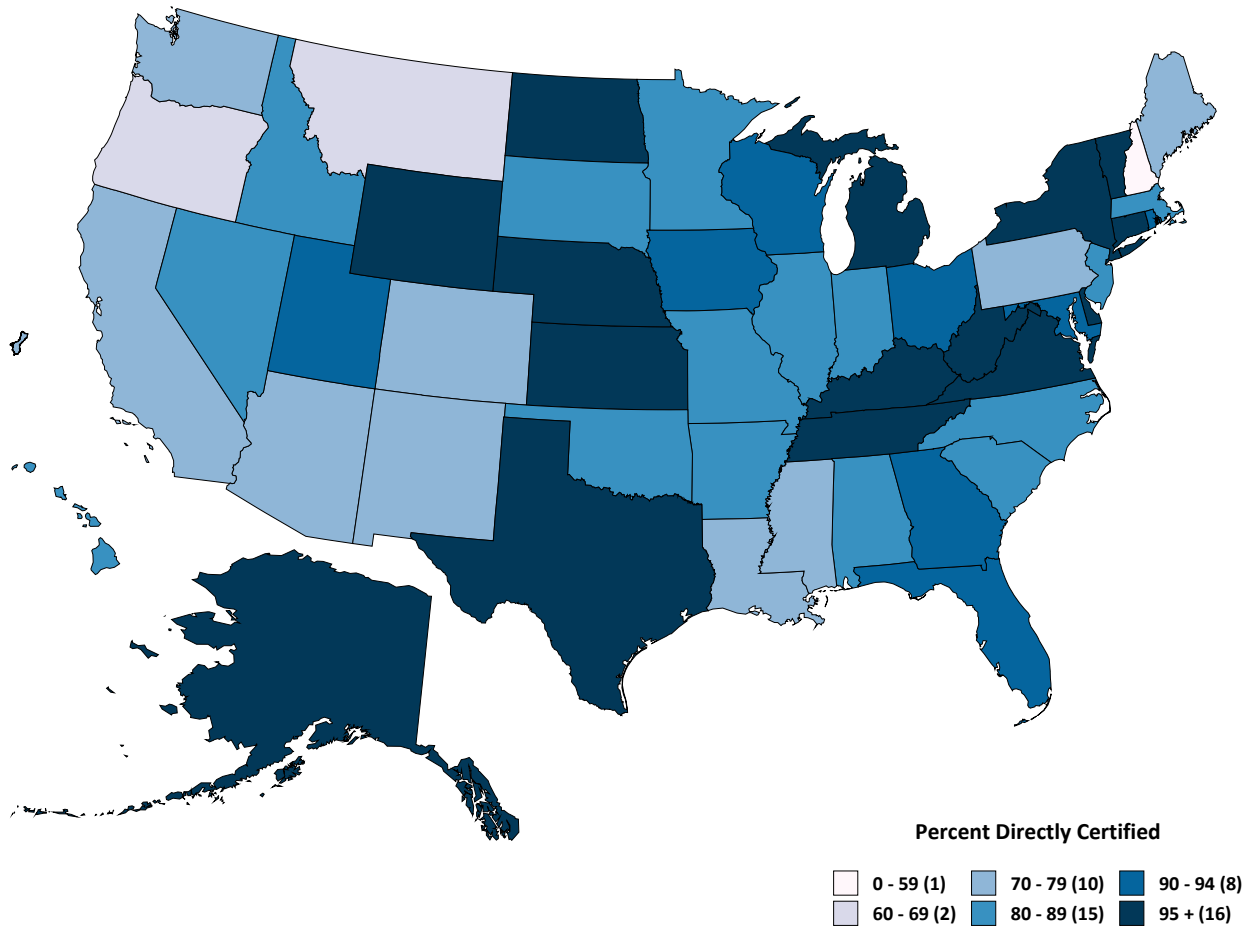 Percent Directly Certified
0 - 59 (1) 70 - 79 (10) 90 - 94 (8)
60 - 69 (2) 80 - 89 (15) 95 + (16)